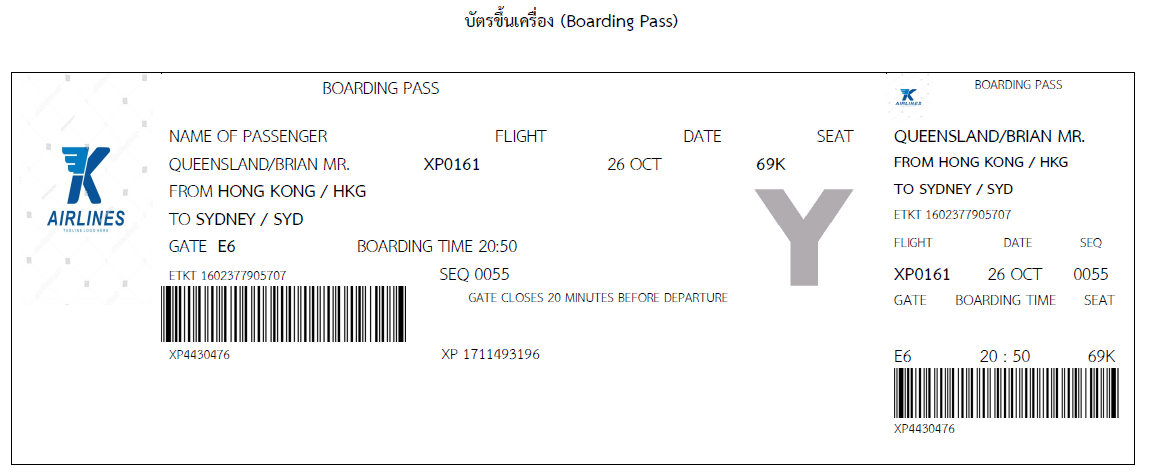 บัตรขึ้นเครื่อง (Boarding Pass)
BOARDING PASS
K
AIRLINES
TAGLINE LOGO HERE
NAME OF PASSENGER FLIGHT DATE SEAT
QUEENSLAND/BRIAN MR. XP0161 26 OCT 69K
FROM HONG KONG / HKG
TO SYDNEY / SYD
Y
GATE E6 BOARDING TIME 20:50
ETKT 1602377905707 SEQ 0055
GATE CLOSES 20 MINUTES BEFORE DEPARTURE
XP4430476 XP 1711493196
BOARDING PASS
K
AIRLINES
QUEENSLAND/BRIAN MR.
FROM HONG KONG / HKG
TO SYDNEY / SYD
ETKT 1602377905707
FLIGHT DATE SEQ
XP0161 26 OCT 0055
GATE BOARDING TIME SEAT
E6 20 : 50 69K
XP4430476